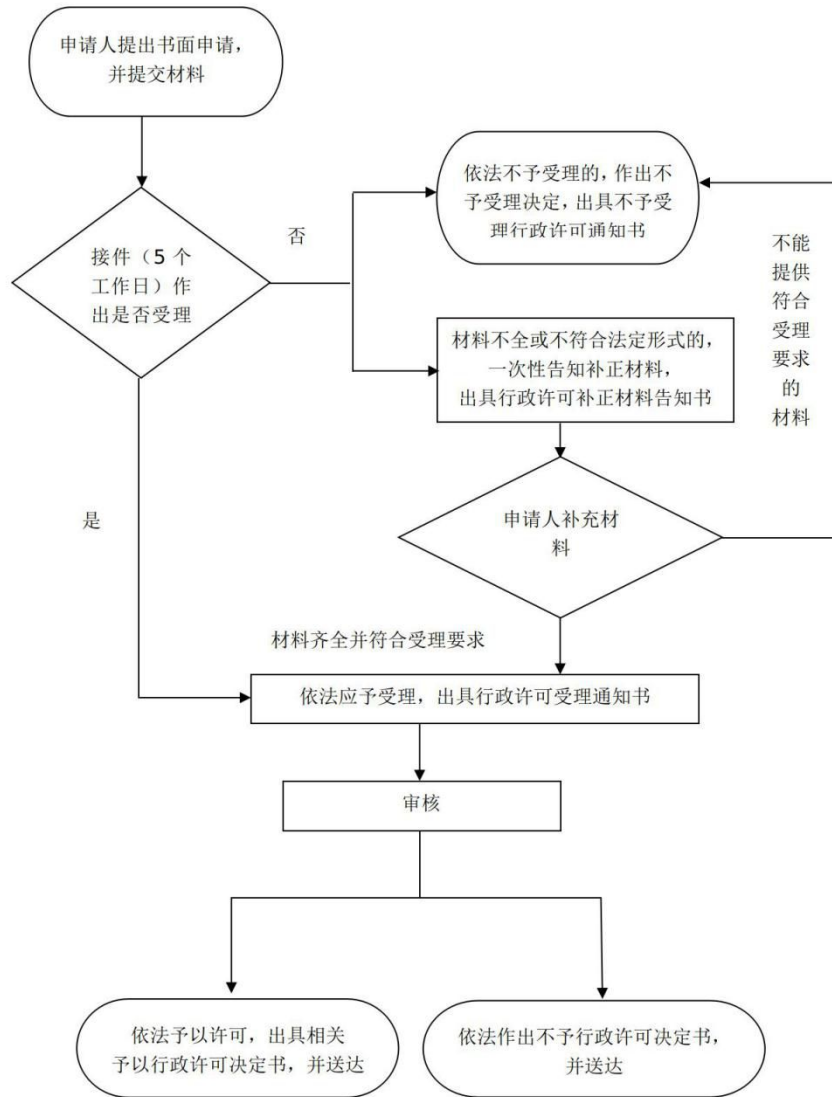 申请人提出书面申请，
并提交材料
接件（5 个
工作日）作
出是否受理
否
依法不予受理的，作出不
予受理决定，出具不予受
理行政许可通知书
不能
提供
符合
受理
要求
的
材料
材料不全或不符合法定形式的，
一次性告知补正材料，
出具行政许可补正材料告知书
是
申请人补充材
料
材料齐全并符合受理要求
依法应予受理，出具行政许可受理通知书
审核
依法予以许可，出具相关
予以行政许可决定书，并送达
依法作出不予行政许可决定书，
并送达